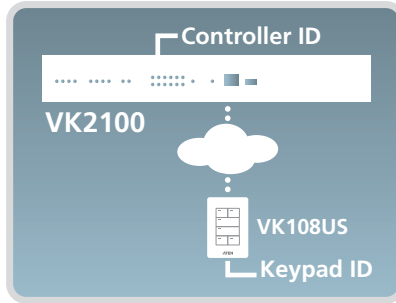 Controller ID
VK2100
VK108US
ATEN
Keypad ID